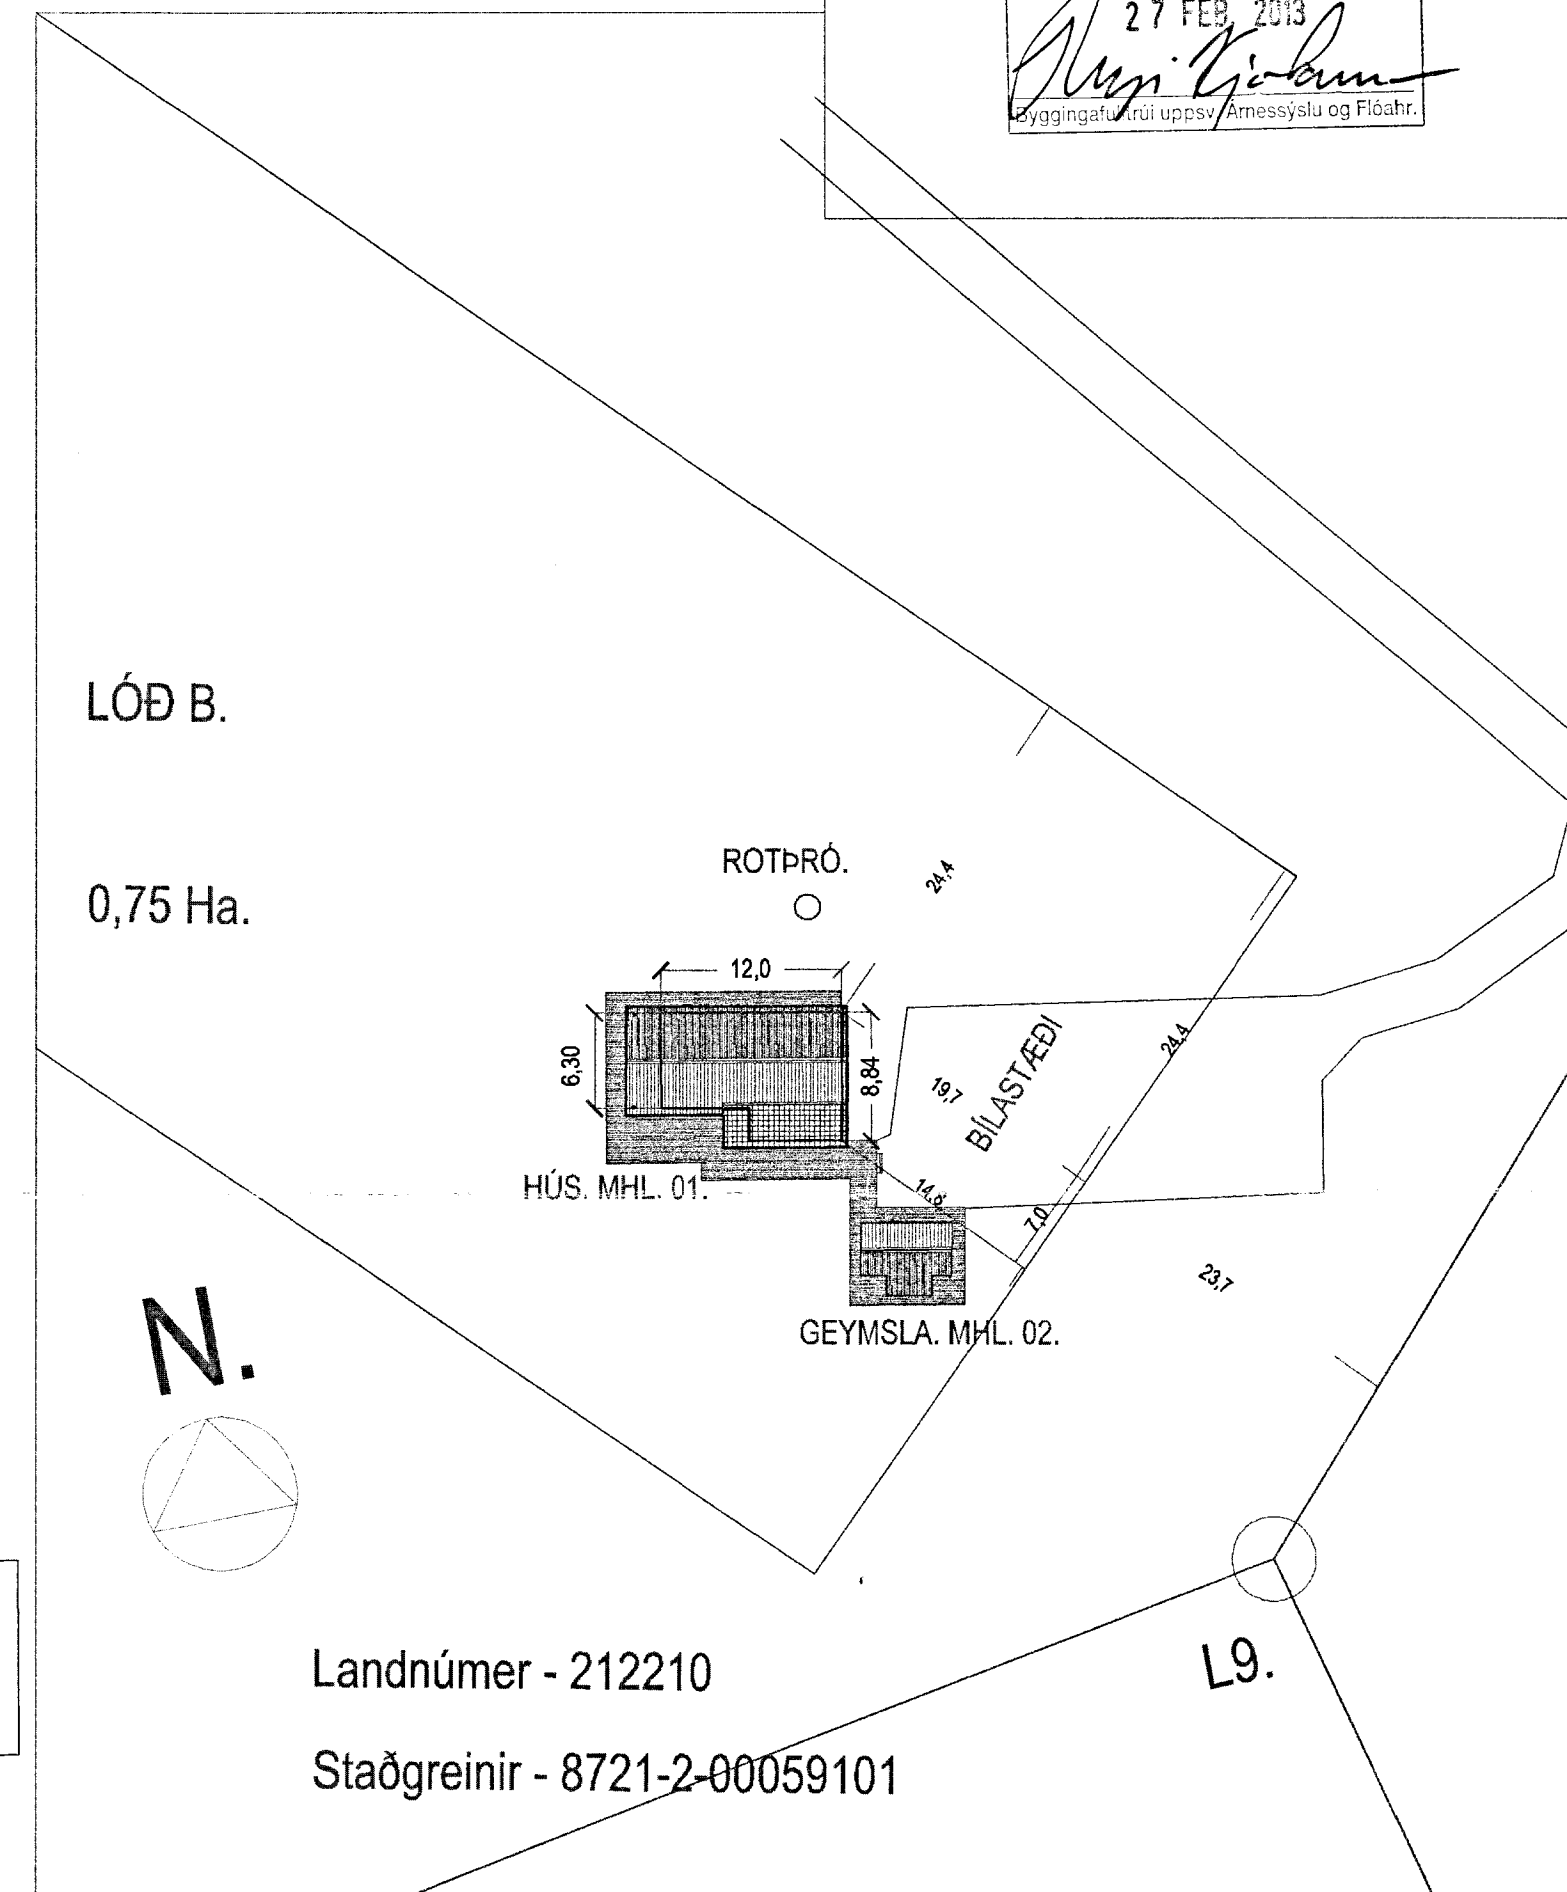 27 FEB. 2013
Byggingafulltrúi uppsv. Árnessýslu og Flóahr.
LÓÐ B.
0,75 Ha.
ROTÞRÓ.
24,4
12,0
6,30
8,84
19,7
BÍLASTÆÐI
24,4
HÚS. MHL. 01.
14,8
7,0
23,7
GEYMSLA. MHL. 02.
N.
L9.
Landnúmer - 212210
Staðgreinir - 8721-2-00059101